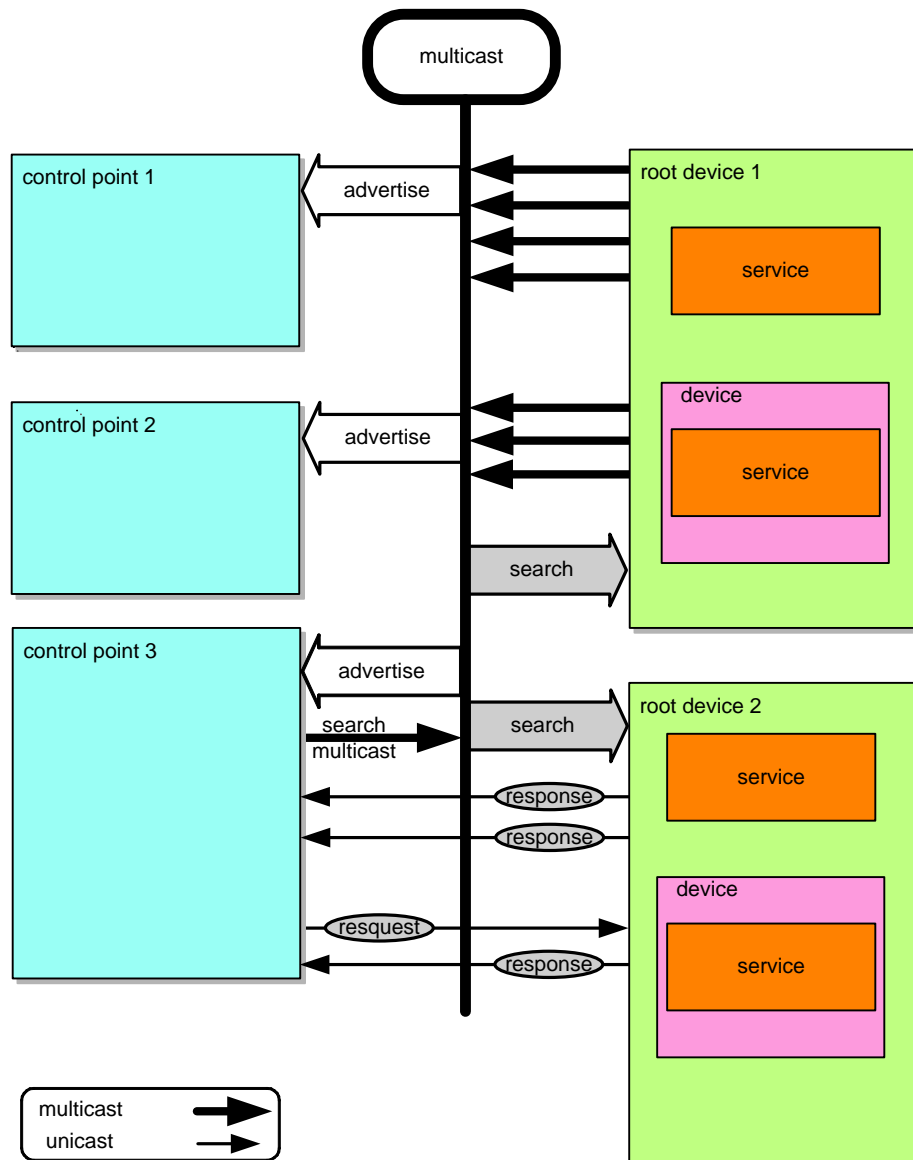 multicast
control point 1
advertise
root device 1
service
control point 2
advertise
device
service
search
control point 3
advertise
root device 2
search
multicast
search
service
response
response
device
resquest
service
response
multicast
unicast